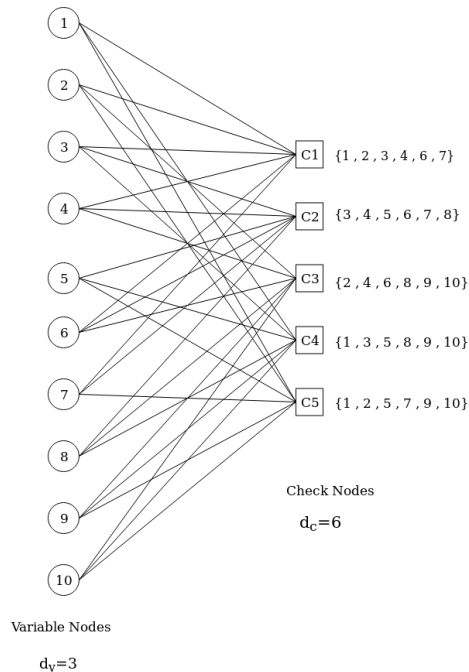 1
2
3
4
5
6
7
8
9
10
C1 {1 , 2 , 3 , 4 , 6 , 7}
C2 {3 , 4 , 5 , 6 , 7 , 8}
C3 {2 , 4 , 6 , 8 , 9 , 10}
C4 {1 , 3 , 5 , 8 , 9 , 10}
C5 {1 , 2 , 5 , 7 , 9 , 10}
Check Nodes
dc=6
Variable Nodes
dv=3